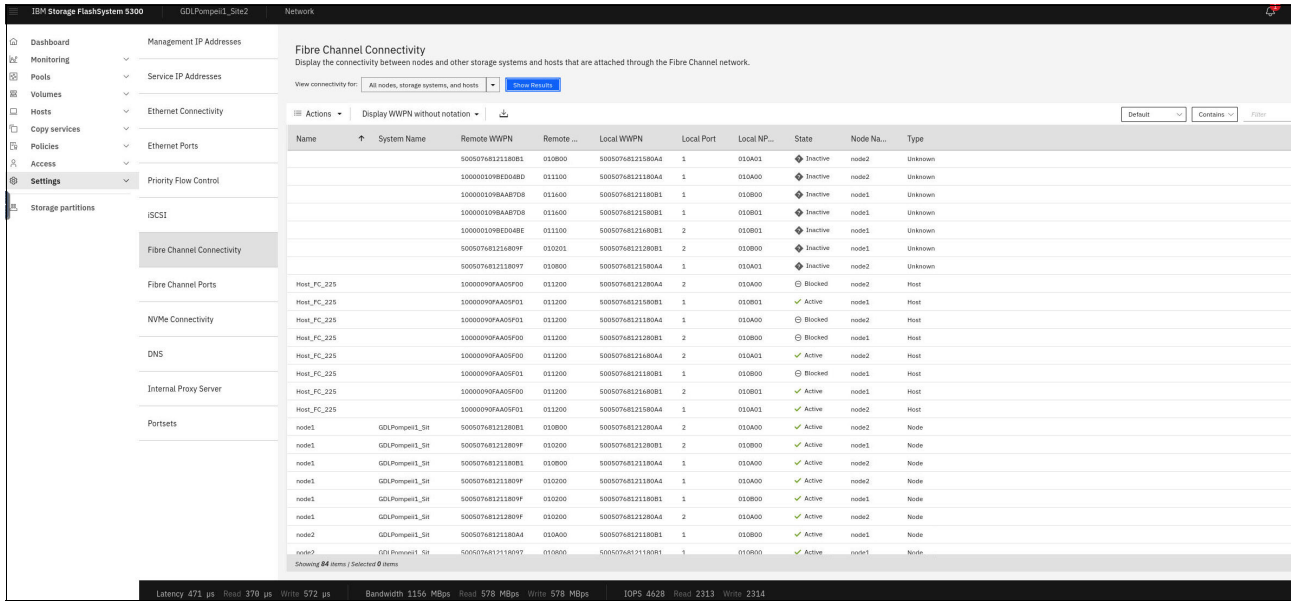 IBM Storage FlashSystem 5300 GDLPompeii1_Site2 Network 1
Dashboard
Monitoring
Pools
Volumes
Hosts
Copy services
Policies
Access
Settings
Storage partitions
Management IP Addresses
Service IP Addresses
Ethernet Connectivity
Ethernet Ports
Priority Flow Control
iSCSI
Fibre Channel Connectivity
Fibre Channel Ports
NVMe Connectivity
DNS
Internal Proxy Server
Portsets
Fibre Channel Connectivity
Display the connectivity between nodes and other storage systems and hosts that are attached through the Fibre Channel network.
View connectivity for: All nodes, storage systems, and hosts Show Results
Actions Display WWPN without notation Default Contains Filter
Name System Name Remote WWPN Remote ... Local WWPN Local Port Local NP... State Node Na... Type
50050768121180B1 010B00 50050768121580A4 1 010A01 Inactive node2 Unknown
100000109BED04BD 011100 50050768121180A4 1 010A00 Inactive node2 Unknown
100000109BAAB7D8 011600 50050768121180B1 1 010B00 Inactive node1 Unknown
100000109BAAB7D8 011600 50050768121580B1 1 010B01 Inactive node1 Unknown
100000109BED04BE 011100 50050768121680B1 2 010B01 Inactive node1 Unknown
500507681216809F 010201 50050768121280B1 2 010B00 Inactive node1 Unknown
5005076812118097 010800 50050768121580A4 1 010A01 Inactive node2 Unknown
Host_FC_225 10000090FAA05F00 011200 50050768121280A4 2 010A00 Blocked node2 Host
Host_FC_225 10000090FAA05F01 011200 50050768121580B1 1 010B01 Active node1 Host
Host_FC_225 10000090FAA05F01 011200 50050768121180A4 1 010A00 Blocked node2 Host
Host_FC_225 10000090FAA05F00 011200 50050768121280B1 2 010B00 Blocked node1 Host
Host_FC_225 10000090FAA05F00 011200 50050768121680A4 2 010A01 Active node2 Host
Host_FC_225 10000090FAA05F01 011200 50050768121180B1 1 010B00 Blocked node1 Host
Host_FC_225 10000090FAA05F00 011200 50050768121680B1 2 010B01 Active node1 Host
Host_FC_225 10000090FAA05F01 011200 50050768121580A4 1 010A01 Active node2 Host
node1 GDLPompeii1_Sit 50050768121280B1 010B00 50050768121280A4 2 010A00 Active node2 Node
node1 GDLPompeii1_Sit 500507681212809F 010200 50050768121280B1 2 010B00 Active node1 Node
node1 GDLPompeii1_Sit 50050768121180B1 010B00 50050768121180A4 1 010A00 Active node2 Node
node1 GDLPompeii1_Sit 500507681211809F 010200 50050768121180A4 1 010A00 Active node2 Node
node1 GDLPompeii1_Sit 500507681211809F 010200 50050768121180B1 1 010B00 Active node1 Node
node1 GDLPompeii1_Sit 500507681212809F 010200 50050768121280A4 2 010A00 Active node2 Node
node2 GDLPompeii1_Sit 50050768121180A4 010A00 50050768121180B1 1 010B00 Active node1 Node
node2 GDLPompeii1_Sit 5005076812118097 010800 50050768121180B1 1 010B00 Active node1 Node
Showing 84 items | Selected 0 items
Latency 471 µs Read 370 µs Write 572 µs Bandwidth 1156 MBps Read 578 MBps Write 578 MBps IOPS 4628 Read 2313 Write 2314